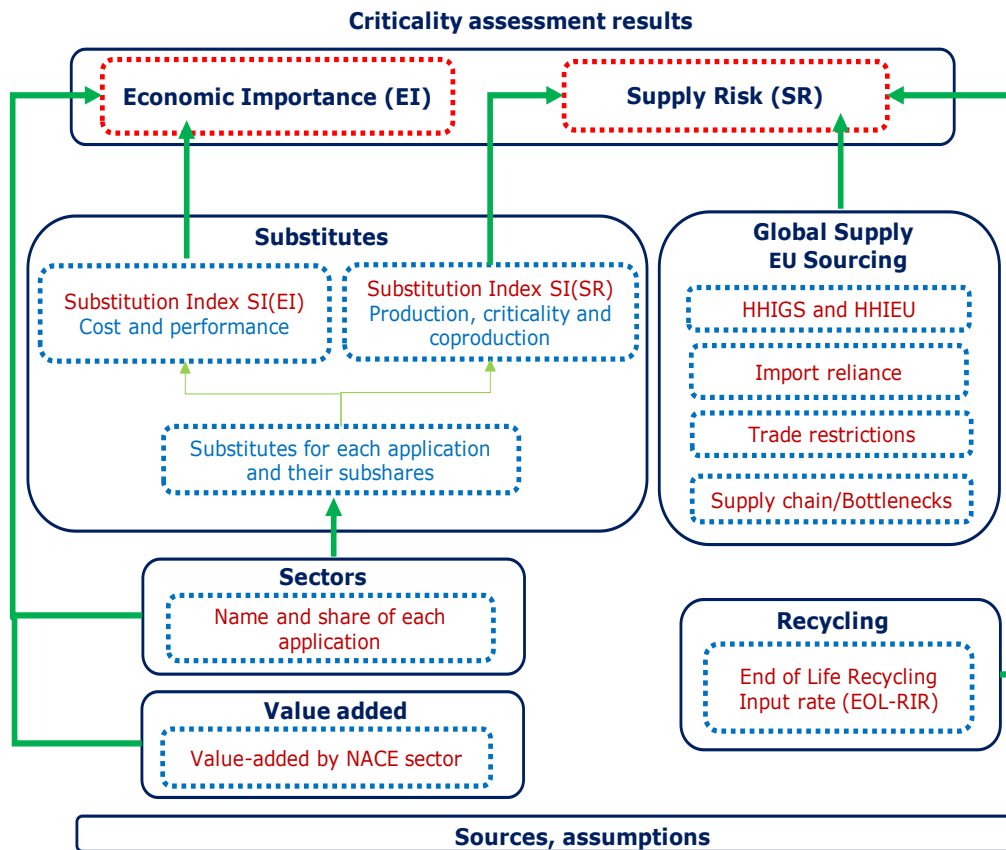 Criticality assessment results
Economic Importance (EI)
Supply Risk (SR)
Substitutes
Substitution Index SI(EI)
Cost and performance
Substitution Index SI(SR)
Production, criticality and
coproduction
Substitutes for each application
and their subshares
Global Supply
EU Sourcing
HHIGS and HHIEU
Import reliance
Trade restrictions
Supply chain/Bottlenecks
Sectors
Name and share of each
application
Recycling
End of Life Recycling
Input rate (EOL-RIR)
Value added
Value-added by NACE sector
Sources, assumptions